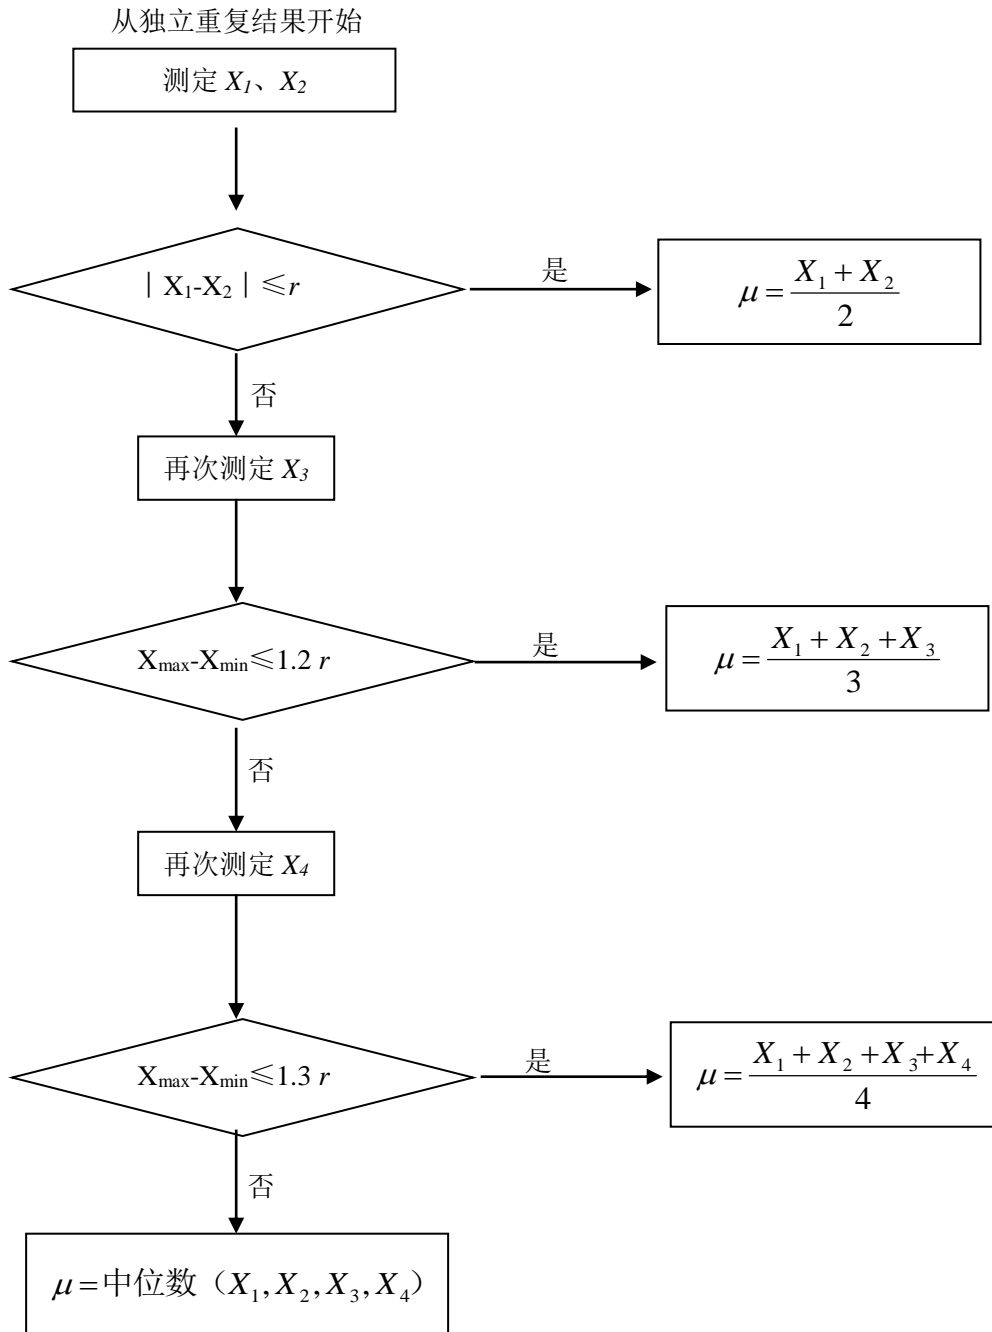 从独立重复结果开始
测定 X₁、X₂
｜X₁-X₂｜≤r
是
μ = (X₁ + X₂) / 2
否
再次测定 X₃
Xmax-Xmin≤1.2 r
是
μ = (X₁ + X₂ + X₃) / 3
否
再次测定 X₄
Xmax-Xmin≤1.3 r
是
μ = (X₁ + X₂ + X₃ + X₄) / 4
否
μ = 中位数（X₁, X₂, X₃, X₄）